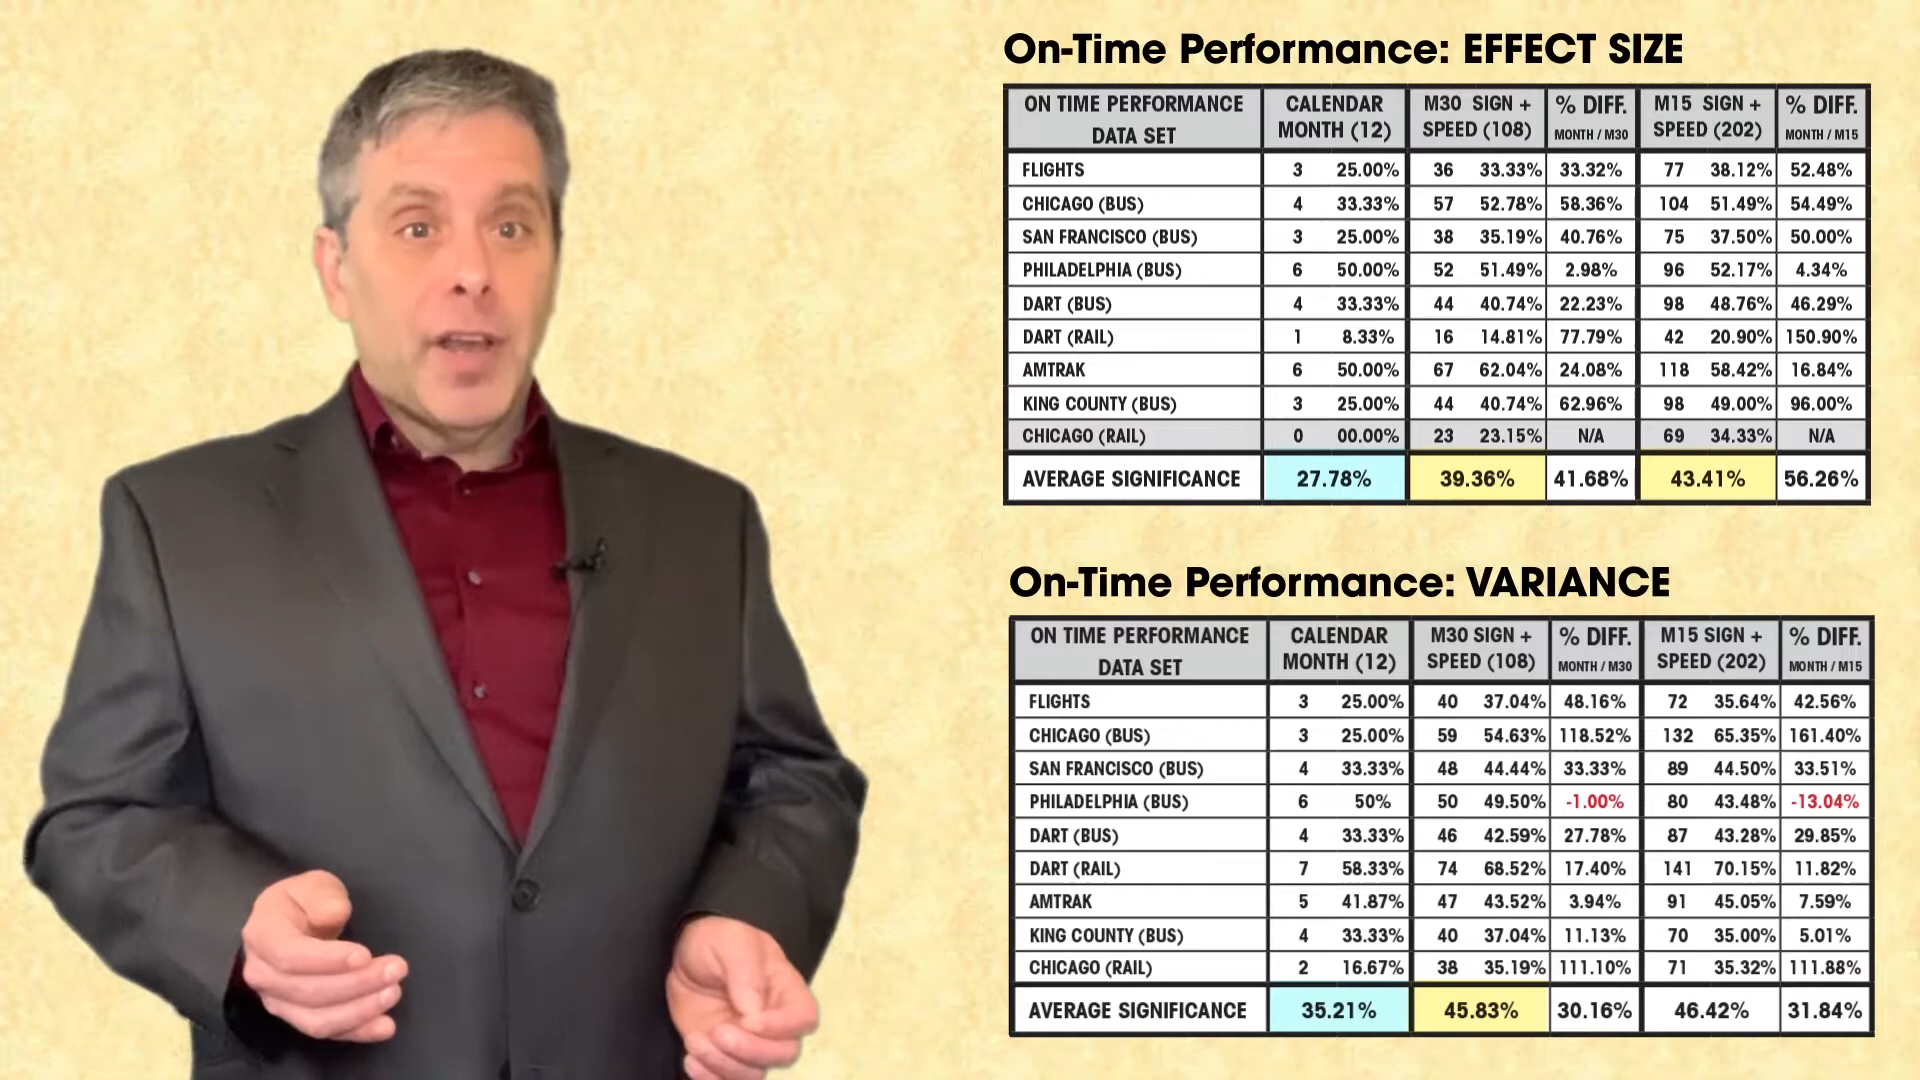 On-Time Performance: EFFECT SIZE
ON TIME PERFORMANCE DATA SET CALENDAR MONTH (12) M30 SIGN + SPEED (108) % DIFF. MONTH / M30 M15 SIGN + SPEED (202) % DIFF. MONTH / M15
FLIGHTS 3 25.00% 36 33.33% 33.32% 77 38.12% 52.48%
CHICAGO (BUS) 4 33.33% 57 52.78% 58.36% 104 51.49% 54.49%
SAN FRANCISCO (BUS) 3 25.00% 38 35.19% 40.76% 75 37.50% 50.00%
PHILADELPHIA (BUS) 6 50.00% 52 51.49% 2.98% 96 52.17% 4.34%
DART (BUS) 4 33.33% 44 40.74% 22.23% 98 48.76% 46.29%
DART (RAIL) 1 8.33% 16 14.81% 77.79% 42 20.90% 150.90%
AMTRAK 6 50.00% 67 62.04% 24.08% 118 58.42% 16.84%
KING COUNTY (BUS) 3 25.00% 44 40.74% 62.96% 98 49.00% 96.00%
CHICAGO (RAIL) 0 00.00% 23 23.15% N/A 69 34.33% N/A
AVERAGE SIGNIFICANCE 27.78% 39.36% 41.68% 43.41% 56.26%
On-Time Performance: VARIANCE
ON TIME PERFORMANCE DATA SET CALENDAR MONTH (12) M30 SIGN + SPEED (108) % DIFF. MONTH / M30 M15 SIGN + SPEED (202) % DIFF. MONTH / M15
FLIGHTS 3 25.00% 40 37.04% 48.16% 72 35.64% 42.56%
CHICAGO (BUS) 3 25.00% 59 54.63% 118.52% 132 65.35% 161.40%
SAN FRANCISCO (BUS) 4 33.33% 48 44.44% 33.33% 89 44.50% 33.51%
PHILADELPHIA (BUS) 6 50% 50 49.50% -1.00% 80 43.48% -13.04%
DART (BUS) 4 33.33% 46 42.59% 27.78% 87 43.28% 29.85%
DART (RAIL) 7 58.33% 74 68.52% 17.40% 141 70.15% 11.82%
AMTRAK 5 41.87% 47 43.52% 3.94% 91 45.05% 7.59%
KING COUNTY (BUS) 4 33.33% 40 37.04% 11.13% 70 35.00% 5.01%
CHICAGO (RAIL) 2 16.67% 38 35.19% 111.10% 71 35.32% 111.88%
AVERAGE SIGNIFICANCE 35.21% 45.83% 30.16% 46.42% 31.84%